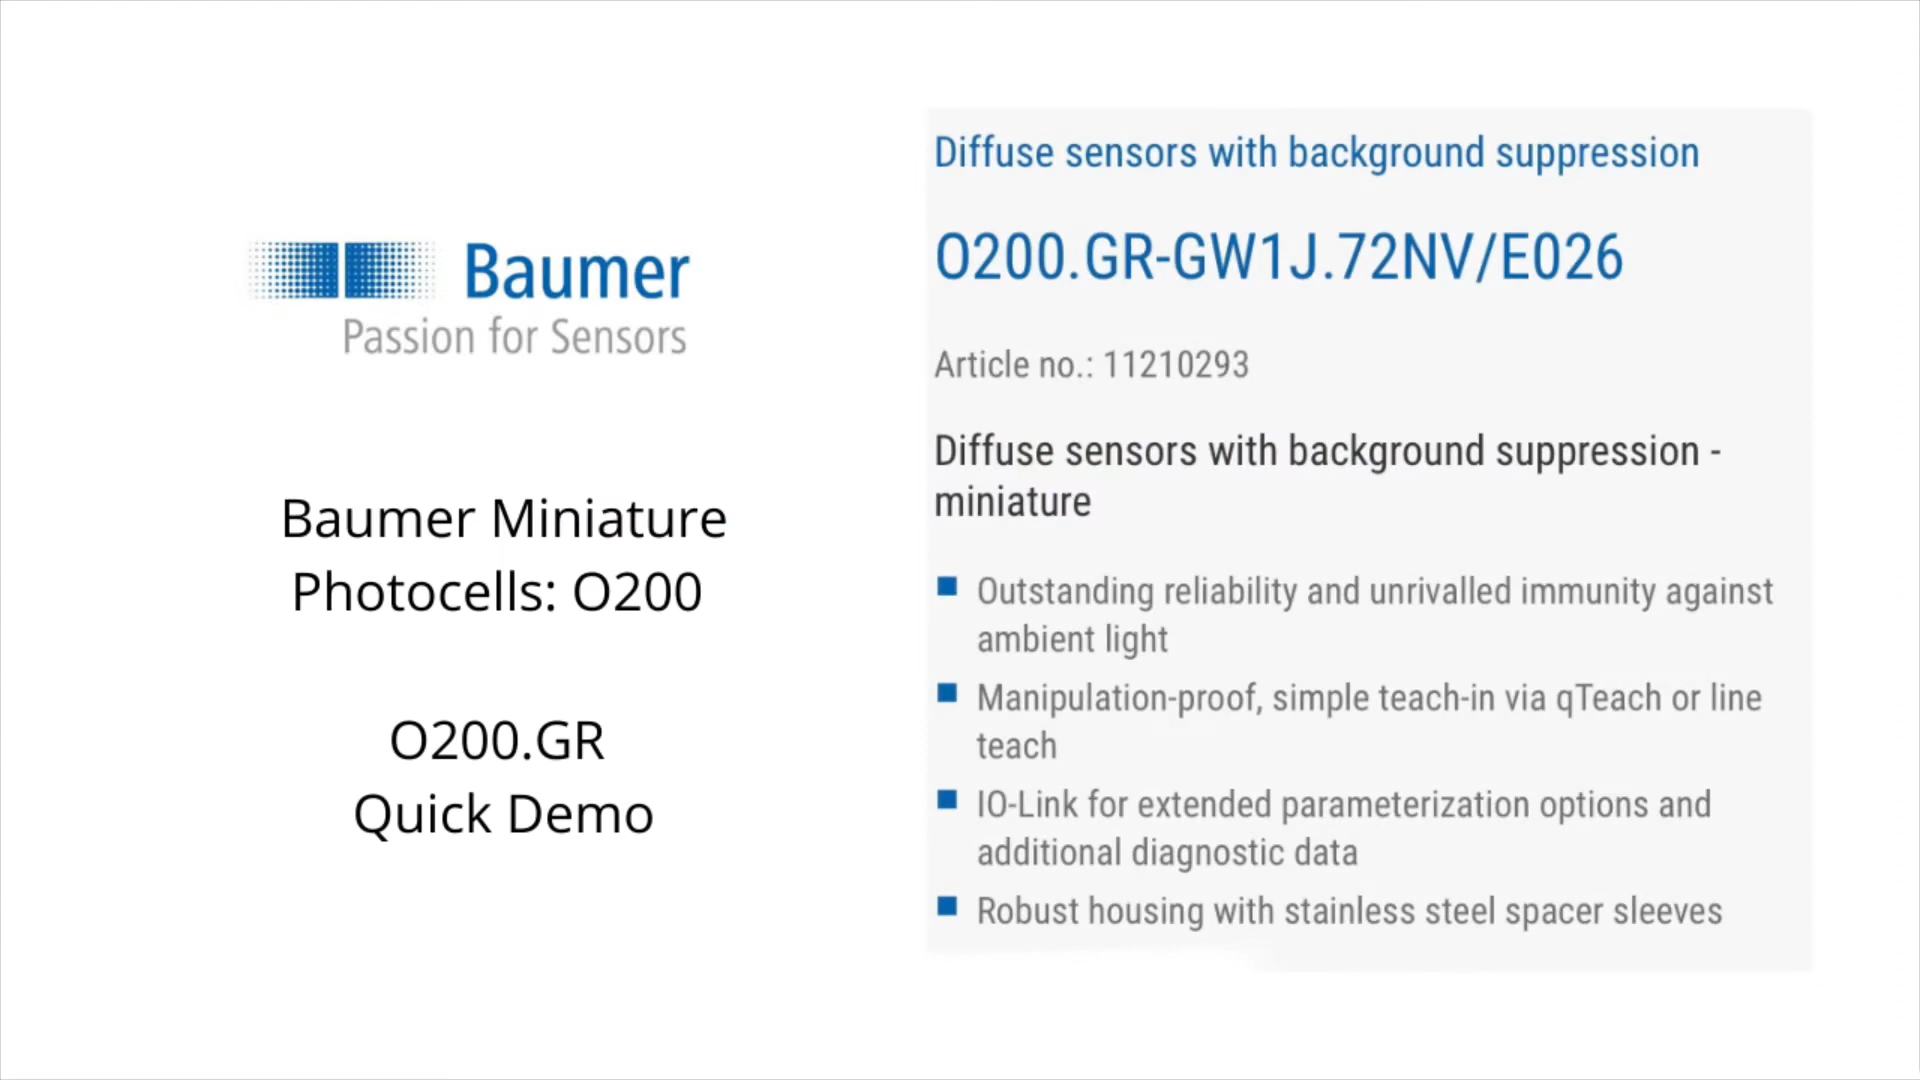 Baumer
Passion for Sensors
Baumer Miniature
Photocells: O200
O200.GR
Quick Demo
Diffuse sensors with background suppression
O200.GR-GW1J.72NV/E026
Article no.: 11210293
Diffuse sensors with background suppression -
miniature
Outstanding reliability and unrivalled immunity against
ambient light
Manipulation-proof, simple teach-in via qTeach or line
teach
IO-Link for extended parameterization options and
additional diagnostic data
Robust housing with stainless steel spacer sleeves